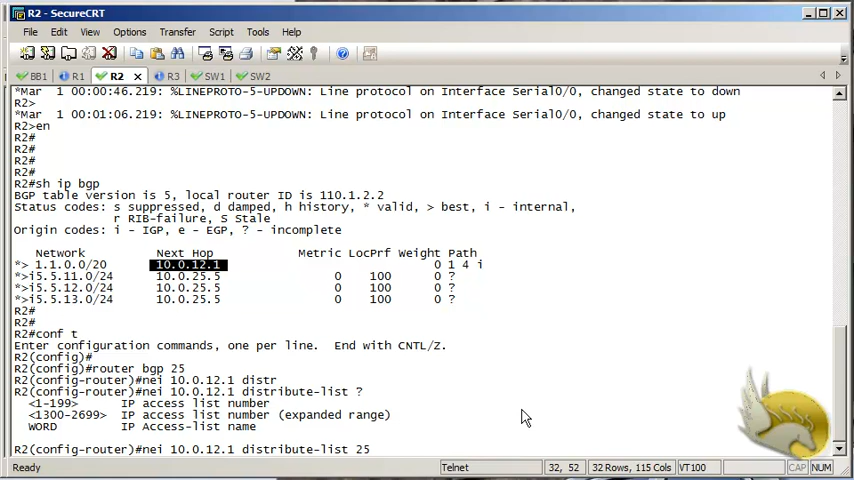 R2 - SecureCRT
File Edit View Options Transfer Script Tools Help
BB1 R1 R2 R3 SW1 SW2
*Mar  1 00:00:46.219: %LINEPROTO-5-UPDOWN: Line protocol on Interface Serial0/0, changed state to down
R2>
*Mar  1 00:01:06.219: %LINEPROTO-5-UPDOWN: Line protocol on Interface Serial0/0, changed state to up
R2>en
R2#
R2#
R2#
R2#
R2#sh ip bgp
BGP table version is 5, local router ID is 110.1.2.2
Status codes: s suppressed, d damped, h history, * valid, > best, i - internal,
r RIB-failure, S Stale
Origin codes: i - IGP, e - EGP, ? - incomplete
Network Next Hop Metric LocPrf Weight Path
*> 1.1.0.0/20 10.0.12.1 0 1 4 i
*>i5.5.11.0/24 10.0.25.5 0 100 0 ?
*>i5.5.12.0/24 10.0.25.5 0 100 0 ?
*>i5.5.13.0/24 10.0.25.5 0 100 0 ?
R2#
R2#
R2#conf t
Enter configuration commands, one per line.  End with CNTL/Z.
R2(config)#
R2(config)#router bgp 25
R2(config-router)#nei 10.0.12.1 distr
R2(config-router)#nei 10.0.12.1 distribute-list ?
<1-199> IP access list number
<1300-2699> IP access list number (expanded range)
WORD IP Access-list name
R2(config-router)#nei 10.0.12.1 distribute-list 25
Ready Telnet 32, 52 32 Rows, 115 Cols VT100 CAP NUM